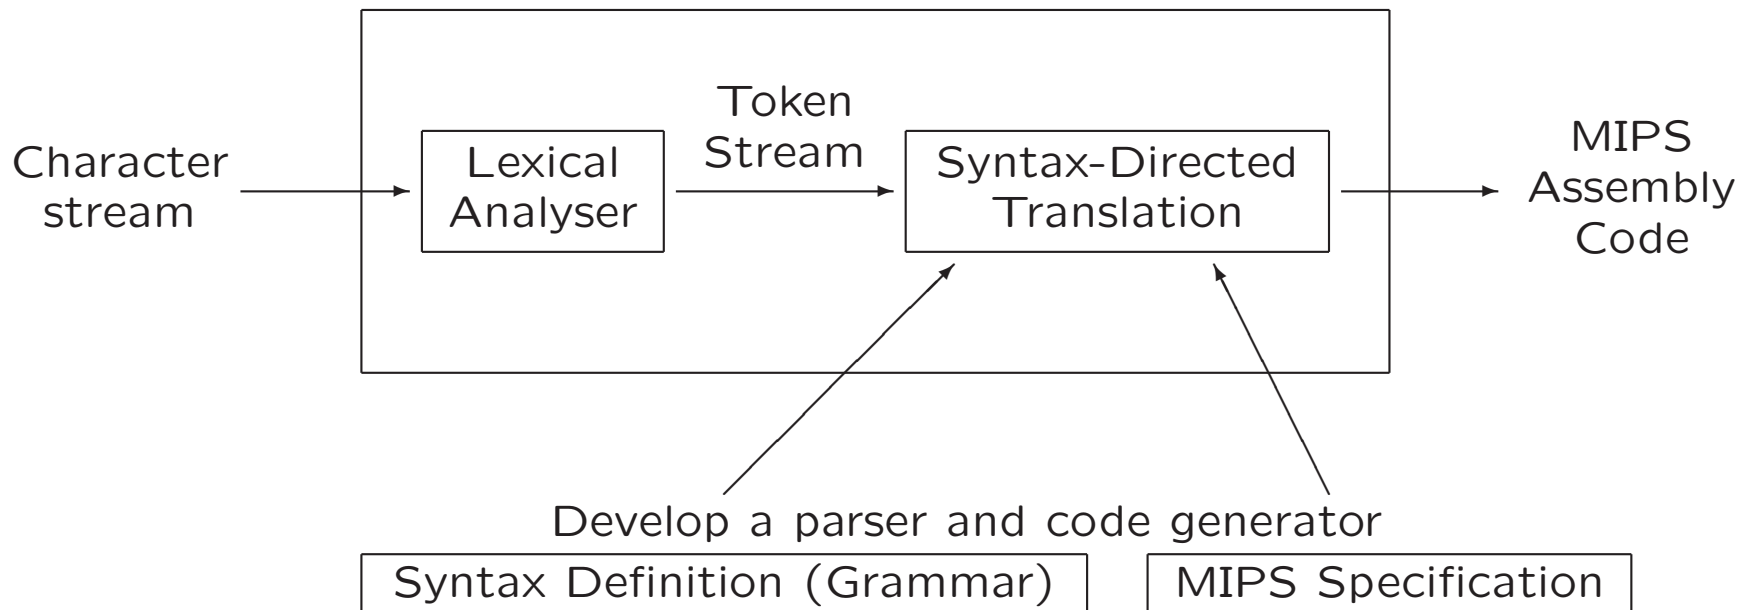 Character
stream
Lexical
Analyser
Token
Stream
Syntax-Directed
Translation
MIPS
Assembly
Code
Develop a parser and code generator
Syntax Definition (Grammar)
MIPS Specification